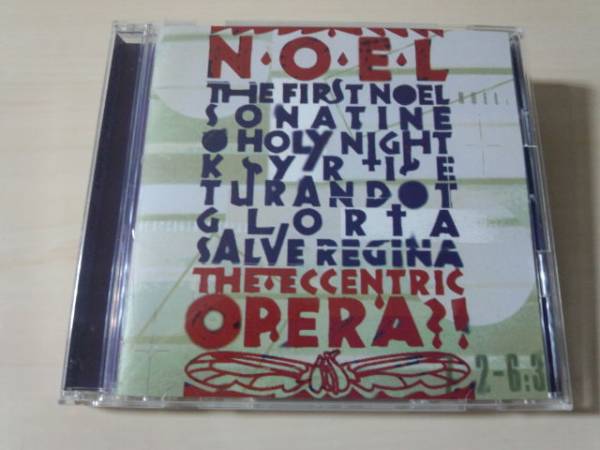 N·O·E·L
THE FIRST NOEL
SONATINE
O HOLY NIGHT
KYRIE
TURANDOT
GLORIA
SALVE REGINA
THE·ECCENTRIC
OPERA?!
2-6:3